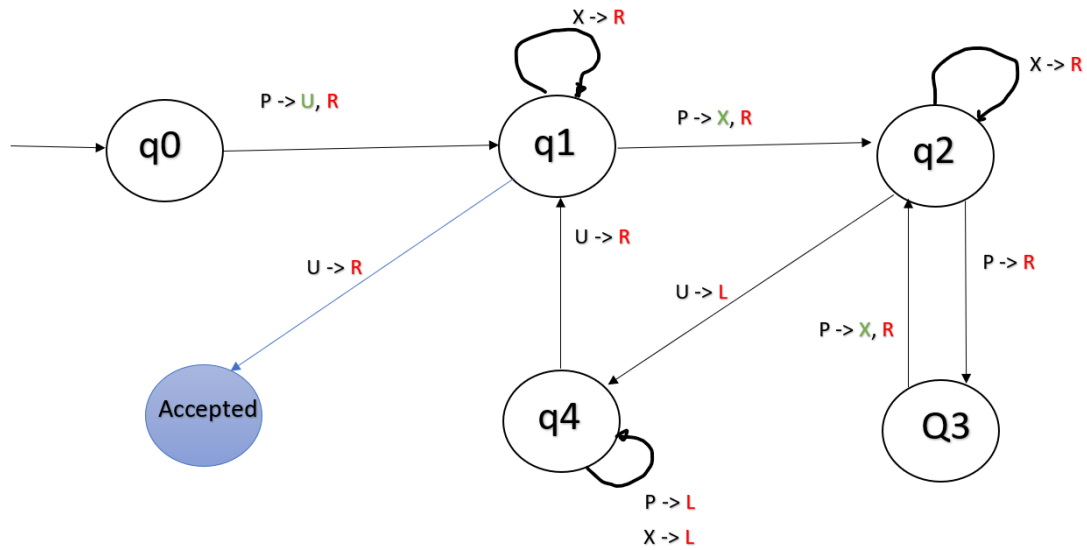 X -> R
X -> R
P -> U, R
P -> X, R
q0
q1
q2
U -> R
P -> R
U -> R
U -> L
P -> X, R
Accepted
q4
Q3
P -> L
X -> L